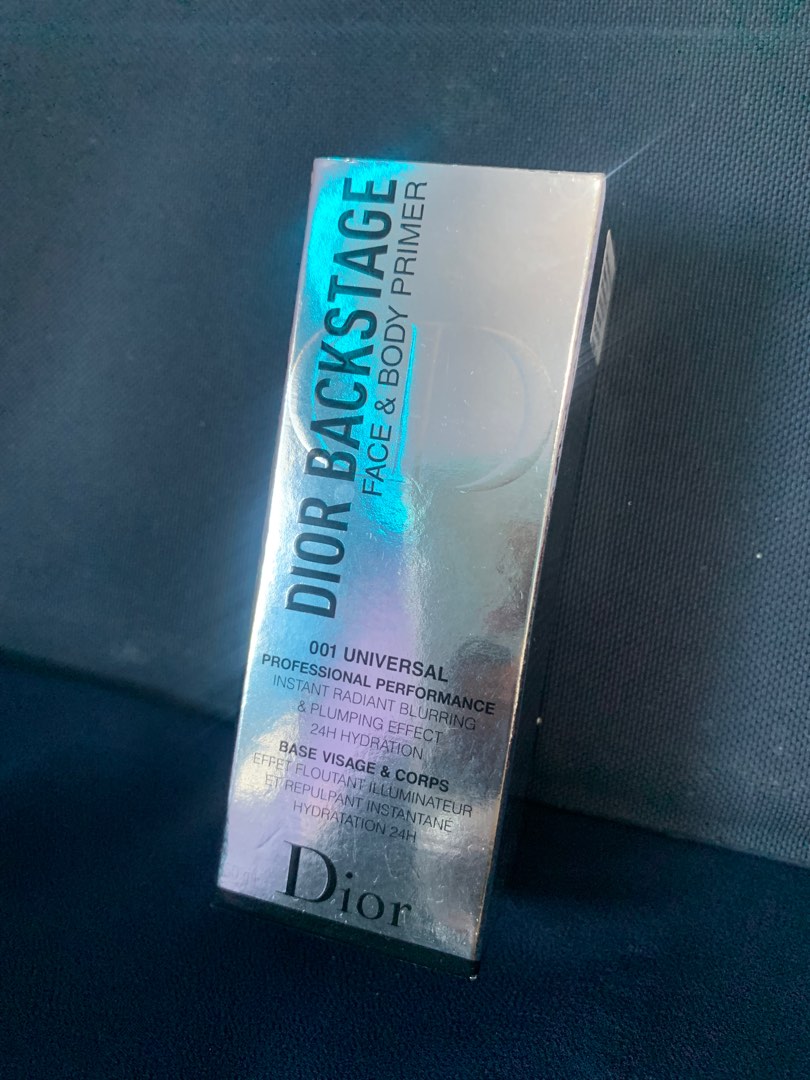 DIOR BACKSTAGE
FACE & BODY PRIMER
001 UNIVERSAL
PROFESSIONAL PERFORMANCE
INSTANT RADIANT BLURRING
& PLUMPING EFFECT
24H HYDRATION
BASE VISAGE & CORPS
EFFET FLOUTANT ILLUMINATEUR
ET REPULPANT INSTANTANÉ
HYDRATATION 24H
Dior